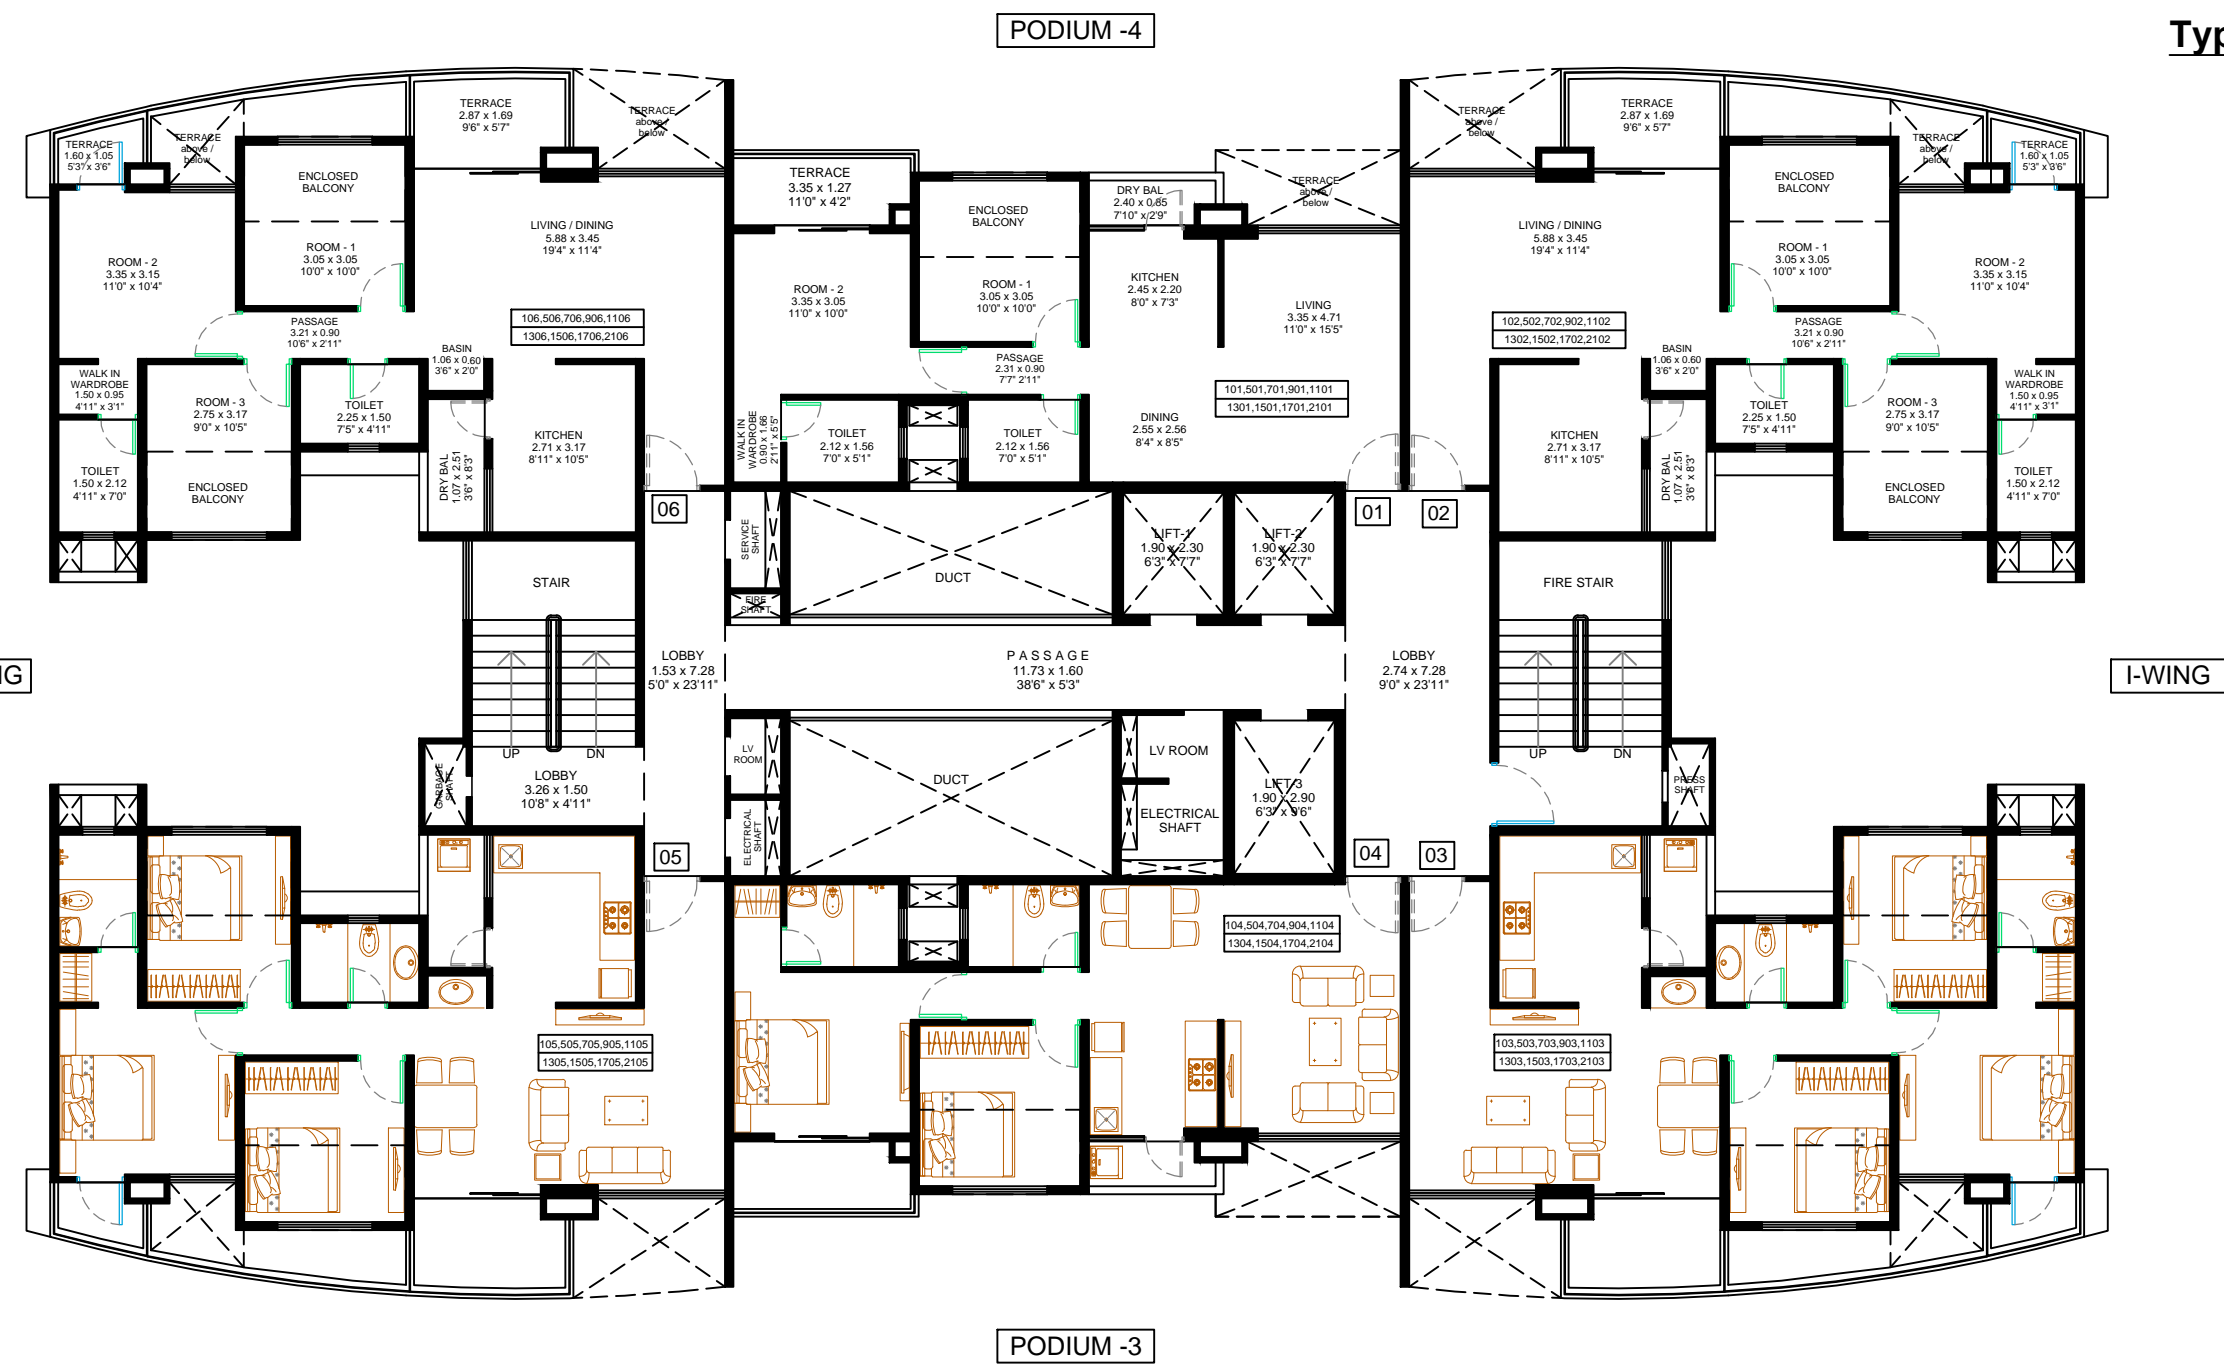 PODIUM -4
Typ
TERRACE
2.87 x 1.69
9'6" x 5'7"
TERRACE
above /
below
TERRACE
above /
below
TERRACE
1.60 x 1.05
5'3" x 3'6"
ENCLOSED
BALCONY
ROOM - 1
3.05 x 3.05
10'0" x 10'0"
LIVING / DINING
5.88 x 3.45
19'4" x 11'4"
ROOM - 2
3.35 x 3.15
11'0" x 10'4"
PASSAGE
3.21 x 0.90
10'6" x 2'11"
106,506,706,906,1106
1306,1506,1706,2106
BASIN
1.06 x 0.60
3'6" x 2'0"
WALK IN
WARDROBE
1.50 x 0.95
4'11" x 3'1"
ROOM - 3
2.75 x 3.17
9'0" x 10'5"
TOILET
2.25 x 1.50
7'5" x 4'11"
KITCHEN
2.71 x 3.17
8'11" x 10'5"
TOILET
1.50 x 2.12
4'11" x 7'0"
ENCLOSED
BALCONY
DRY BAL
1.07 x 2.51
3'6" x 8'3"
06
TERRACE
3.35 x 1.27
11'0" x 4'2"
ENCLOSED
BALCONY
DRY BAL
2.40 x 0.85
7'10" x 2'9"
TERRACE
above /
below
ROOM - 2
3.35 x 3.05
11'0" x 10'0"
ROOM - 1
3.05 x 3.05
10'0" x 10'0"
KITCHEN
2.45 x 2.20
8'0" x 7'3"
LIVING
3.35 x 4.71
11'0" x 15'5"
PASSAGE
2.31 x 0.90
7'7" 2'11"
101,501,701,901,1101
1301,1501,1701,2101
WALK IN
WARDROBE
0.90 x 1.66
2'11" x 5'5"
TOILET
2.12 x 1.56
7'0" x 5'1"
TOILET
2.12 x 1.56
7'0" x 5'1"
DINING
2.55 x 2.56
8'4" x 8'5"
01
02
TERRACE
above /
below
TERRACE
2.87 x 1.69
9'6" x 5'7"
TERRACE
above /
below
TERRACE
1.60 x 1.05
5'3" x 3'6"
LIVING / DINING
5.88 x 3.45
19'4" x 11'4"
ENCLOSED
BALCONY
ROOM - 1
3.05 x 3.05
10'0" x 10'0"
ROOM - 2
3.35 x 3.15
11'0" x 10'4"
102,502,702,902,1102
1302,1502,1702,2102
PASSAGE
3.21 x 0.90
10'6" x 2'11"
BASIN
1.06 x 0.60
3'6" x 2'0"
WALK IN
WARDROBE
1.50 x 0.95
4'11" x 3'1"
KITCHEN
2.71 x 3.17
8'11" x 10'5"
TOILET
2.25 x 1.50
7'5" x 4'11"
ROOM - 3
2.75 x 3.17
9'0" x 10'5"
DRY BAL
1.07 x 2.51
3'6" x 8'3"
ENCLOSED
BALCONY
TOILET
1.50 x 2.12
4'11" x 7'0"
STAIR
SERVICE
SHAFT
FIRE
SHAFT
DUCT
LIFT-1
1.90 x 2.30
6'3" x 7'7"
LIFT-2
1.90 x 2.30
6'3" x 7'7"
FIRE STAIR
NG
LOBBY
1.53 x 7.28
5'0" x 23'11"
PASSAGE
11.73 x 1.60
38'6" x 5'3"
LOBBY
2.74 x 7.28
9'0" x 23'11"
I-WING
UP
DN
GARBAGE
SHAFT
LOBBY
3.26 x 1.50
10'8" x 4'11"
LV
ROOM
ELECTRICAL
SHAFT
DUCT
LV ROOM
ELECTRICAL
SHAFT
LIFT-3
1.90 x 2.90
6'3" x 9'6"
UP
DN
PRESS
SHAFT
05
04
03
104,504,704,904,1104
1304,1504,1704,2104
105,505,705,905,1105
1305,1505,1705,2105
103,503,703,903,1103
1303,1503,1703,2103
PODIUM -3